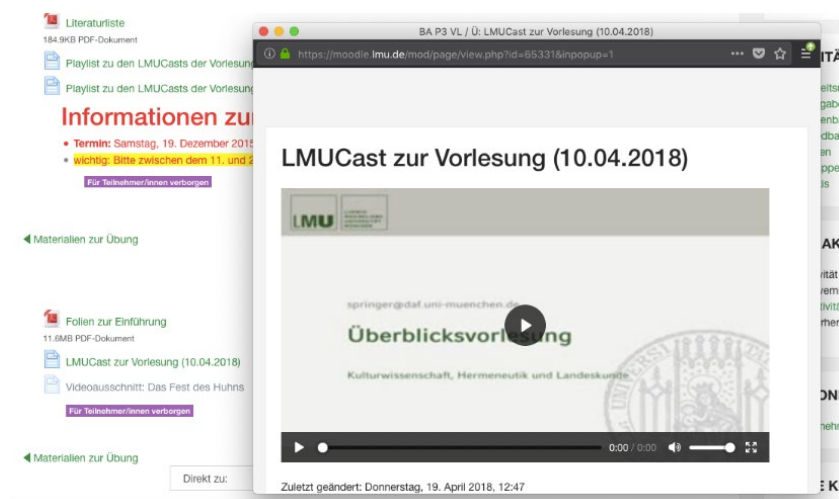 Literaturliste
184.9KB PDF-Dokument
Playlist zu den LMUCasts der Vorlesung
Playlist zu den LMUCasts der Vorlesung
Informationen zu
Termin: Samstag, 19. Dezember 2015
wichtig: Bitte zwischen dem 11. und 2
Für Teilnehmer/innen verborgen
Materialien zur Übung
Folien zur Einführung
11.6MB PDF-Dokument
LMUCast zur Vorlesung (10.04.2018)
Videoausschnitt: Das Fest des Huhns
Für Teilnehmer/innen verborgen
Materialien zur Übung
Direkt zu:
BA P3 VL / Ü: LMUCast zur Vorlesung (10.04.2018)
https://moodle.lmu.de/mod/page/view.php?id=65331&inpopup=1
LMUCast zur Vorlesung (10.04.2018)
LMU
springer@daf.uni-muenchen.de
Überblicksvorlesung
Kulturwissenschaft, Hermeneutik und Landeskunde
0:00 / 0:00
Zuletzt geändert: Donnerstag, 19. April 2018, 12:47